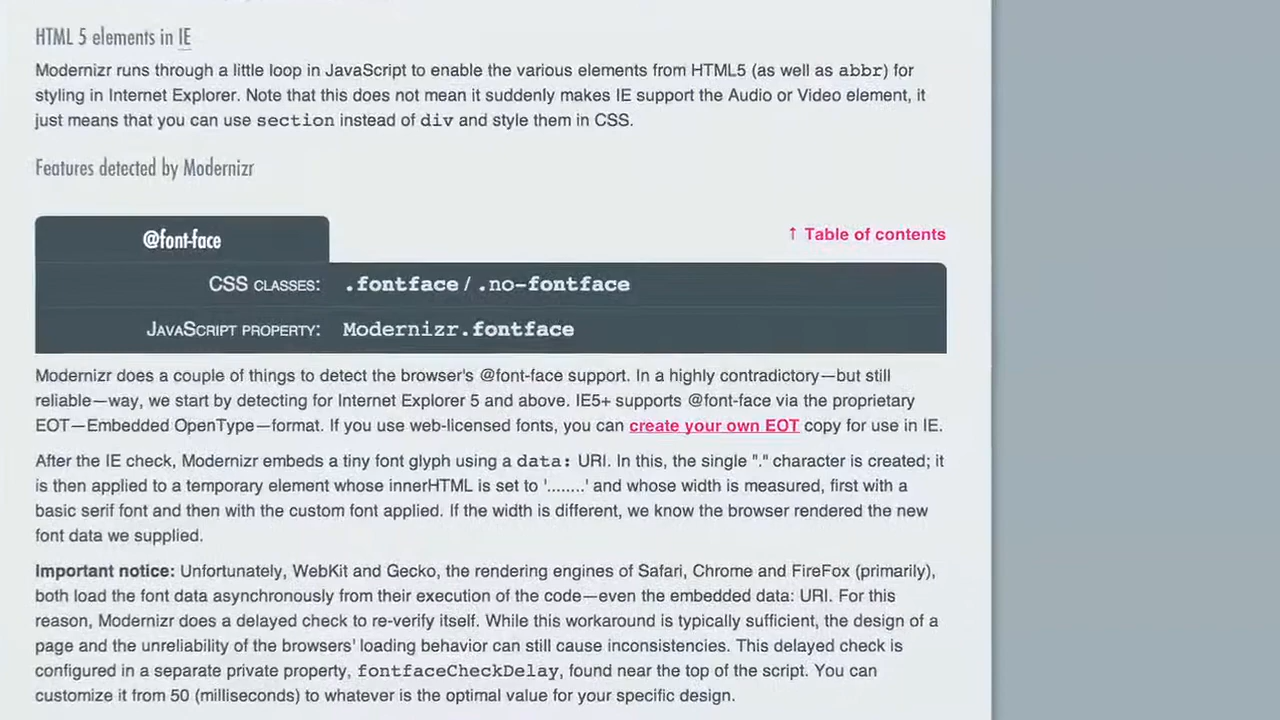 HTML 5 elements in IE
Modernizr runs through a little loop in JavaScript to enable the various elements from HTML5 (as well as abbr) for
styling in Internet Explorer. Note that this does not mean it suddenly makes IE support the Audio or Video element, it
just means that you can use section instead of div and style them in CSS.
Features detected by Modernizr
@font-face
↑ Table of contents
CSS CLASSES: .fontface / .no-fontface
JAVASCRIPT PROPERTY: Modernizr.fontface
Modernizr does a couple of things to detect the browser's @font-face support. In a highly contradictory—but still
reliable—way, we start by detecting for Internet Explorer 5 and above. IE5+ supports @font-face via the proprietary
EOT—Embedded OpenType—format. If you use web-licensed fonts, you can create your own EOT copy for use in IE.
After the IE check, Modernizr embeds a tiny font glyph using a data: URI. In this, the single "." character is created; it
is then applied to a temporary element whose innerHTML is set to '........' and whose width is measured, first with a
basic serif font and then with the custom font applied. If the width is different, we know the browser rendered the new
font data we supplied.
Important notice: Unfortunately, WebKit and Gecko, the rendering engines of Safari, Chrome and FireFox (primarily),
both load the font data asynchronously from their execution of the code—even the embedded data: URI. For this
reason, Modernizr does a delayed check to re-verify itself. While this workaround is typically sufficient, the design of a
page and the unreliability of the browsers' loading behavior can still cause inconsistencies. This delayed check is
configured in a separate private property, fontfaceCheckDelay, found near the top of the script. You can
customize it from 50 (milliseconds) to whatever is the optimal value for your specific design.